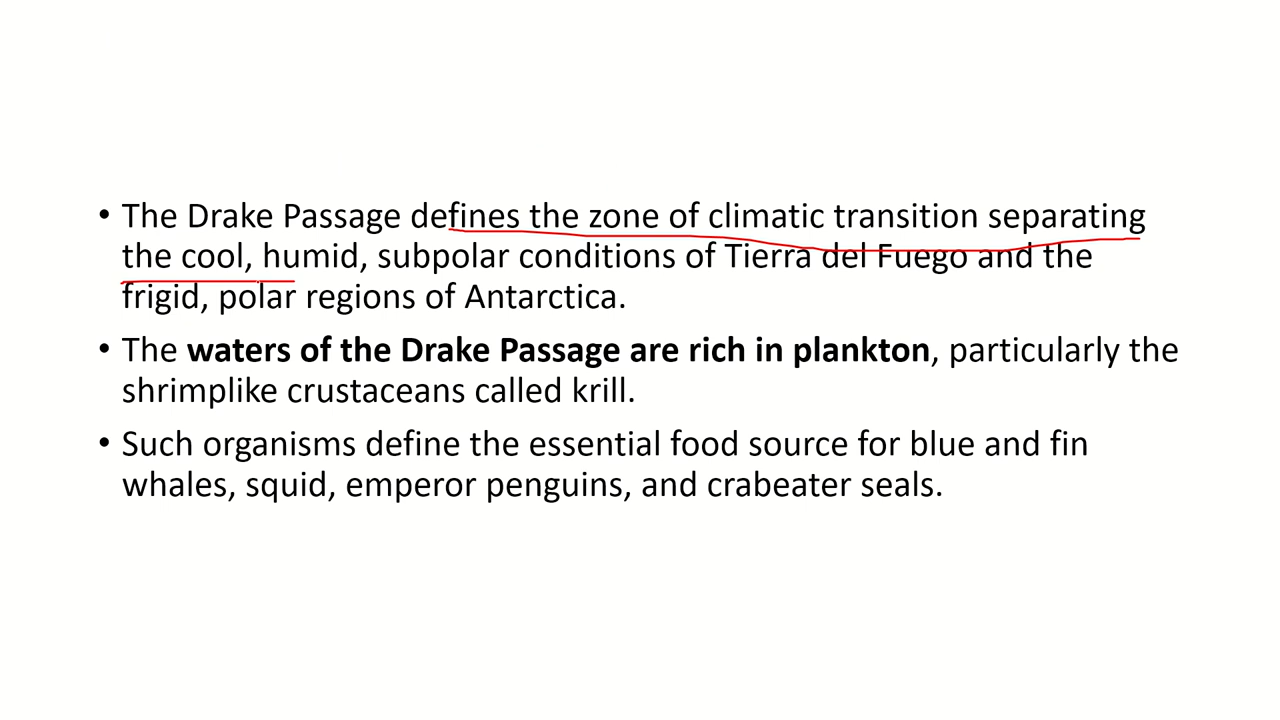 • The Drake Passage defines the zone of climatic transition separating
the cool, humid, subpolar conditions of Tierra del Fuego and the
frigid, polar regions of Antarctica.
• The waters of the Drake Passage are rich in plankton, particularly the
shrimplike crustaceans called krill.
• Such organisms define the essential food source for blue and fin
whales, squid, emperor penguins, and crabeater seals.